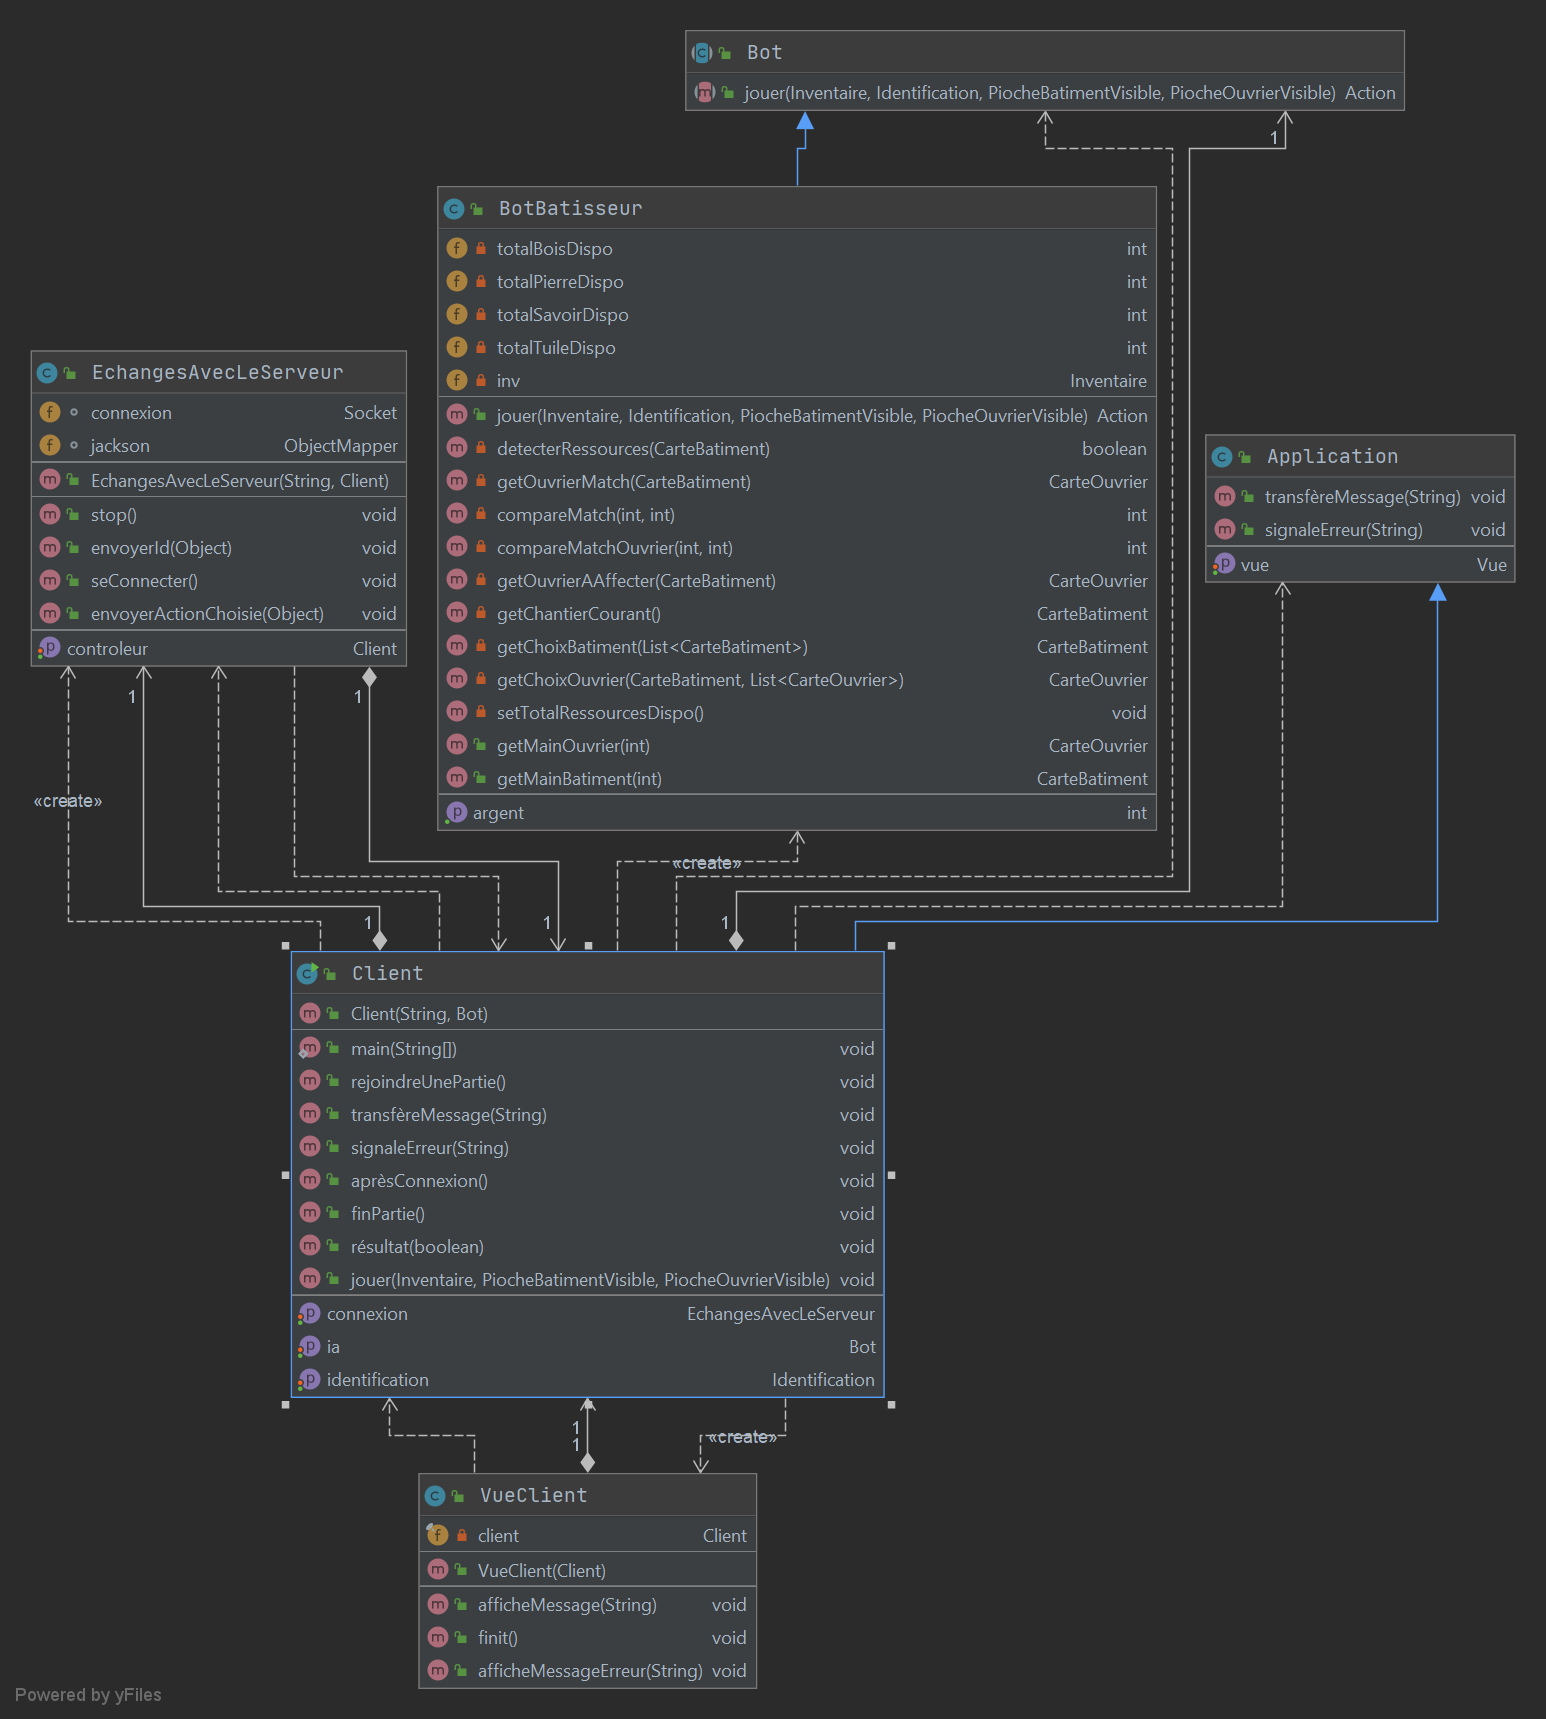 Bot
jouer(Inventaire, Identification, PiocheBatimentVisible, PiocheOuvrierVisible) Action
1
BotBatisseur
totalBoisDispo int
totalPierreDispo int
totalSavoirDispo int
totalTuileDispo int
inv Inventaire
jouer(Inventaire, Identification, PiocheBatimentVisible, PiocheOuvrierVisible) Action
detecterRessources(CarteBatiment) boolean
getOuvrierMatch(CarteBatiment) CarteOuvrier
compareMatch(int, int) int
compareMatchOuvrier(int, int) int
getOuvrierAAffecter(CarteBatiment) CarteOuvrier
getChantierCourant() CarteBatiment
getChoixBatiment(List<CarteBatiment>) CarteBatiment
getChoixOuvrier(CarteBatiment, List<CarteOuvrier>) CarteOuvrier
setTotalRessourcesDispo() void
getMainOuvrier(int) CarteOuvrier
getMainBatiment(int) CarteBatiment
argent int
EchangesAvecLeServeur
connexion Socket
jackson ObjectMapper
EchangesAvecLeServeur(String, Client)
stop() void
envoyerId(Object) void
seConnecter() void
envoyerActionChoisie(Object) void
controleur Client
Application
transfèreMessage(String) void
signaleErreur(String) void
vue Vue
1
1
«create»
«create»
1
1
1
Client
Client(String, Bot)
main(String[]) void
rejoindreUnePartie() void
transfèreMessage(String) void
signaleErreur(String) void
aprèsConnexion() void
finPartie() void
résultat(boolean) void
jouer(Inventaire, PiocheBatimentVisible, PiocheOuvrierVisible) void
connexion EchangesAvecLeServeur
ia Bot
identification Identification
1
1
«create»
VueClient
client Client
VueClient(Client)
afficheMessage(String) void
finit() void
afficheMessageErreur(String) void
Powered by yFiles